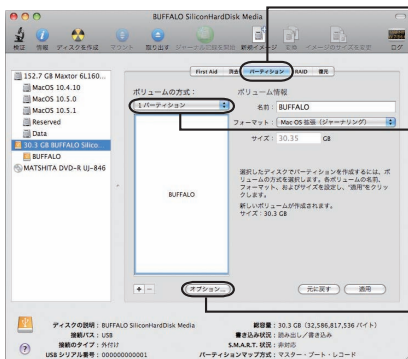 BUFFALO SiliconHardDisk Media
検証
情報
ディスクを作成
マウント
取り出す
ジャーナル記録を開始
新規イメージ
変換
イメージのサイズを変更
ログ
152.7 GB Maxtor 6L160...
MacOS 10.4.10
MacOS 10.5.0
MacOS 10.5.1
Reserved
Data
30.3 GB BUFFALO Silico...
BUFFALO
MATSHITA DVD-R UJ-846
First Aid
消去
パーティション
RAID
復元
ボリュームの方式：
1 パーティション
BUFFALO
+ −
オプション...
ボリューム情報
名前： BUFFALO
フォーマット： Mac OS 拡張（ジャーナリング）
サイズ： 30.35 GB
選択したディスクでパーティションを作成するには、ボ
リュームの方式を選択します。各ボリュームの名前、
フォーマット、およびサイズを設定し、“適用”をクリッ
クします。
新しいボリュームが作成されます。
サイズ：30.3 GB
元に戻す
適用
ディスクの説明： BUFFALO SiliconHardDisk Media
接続バス： USB
接続のタイプ： 外付け
USB シリアル番号： 000000000001
総容量： 30.3 GB（32,586,817,536 バイト）
書き込み状況： 読み出し／書き込み
S.M.A.R.T. 状況： 非対応
パーティションマップ方式： マスター・ブート・レコード
?